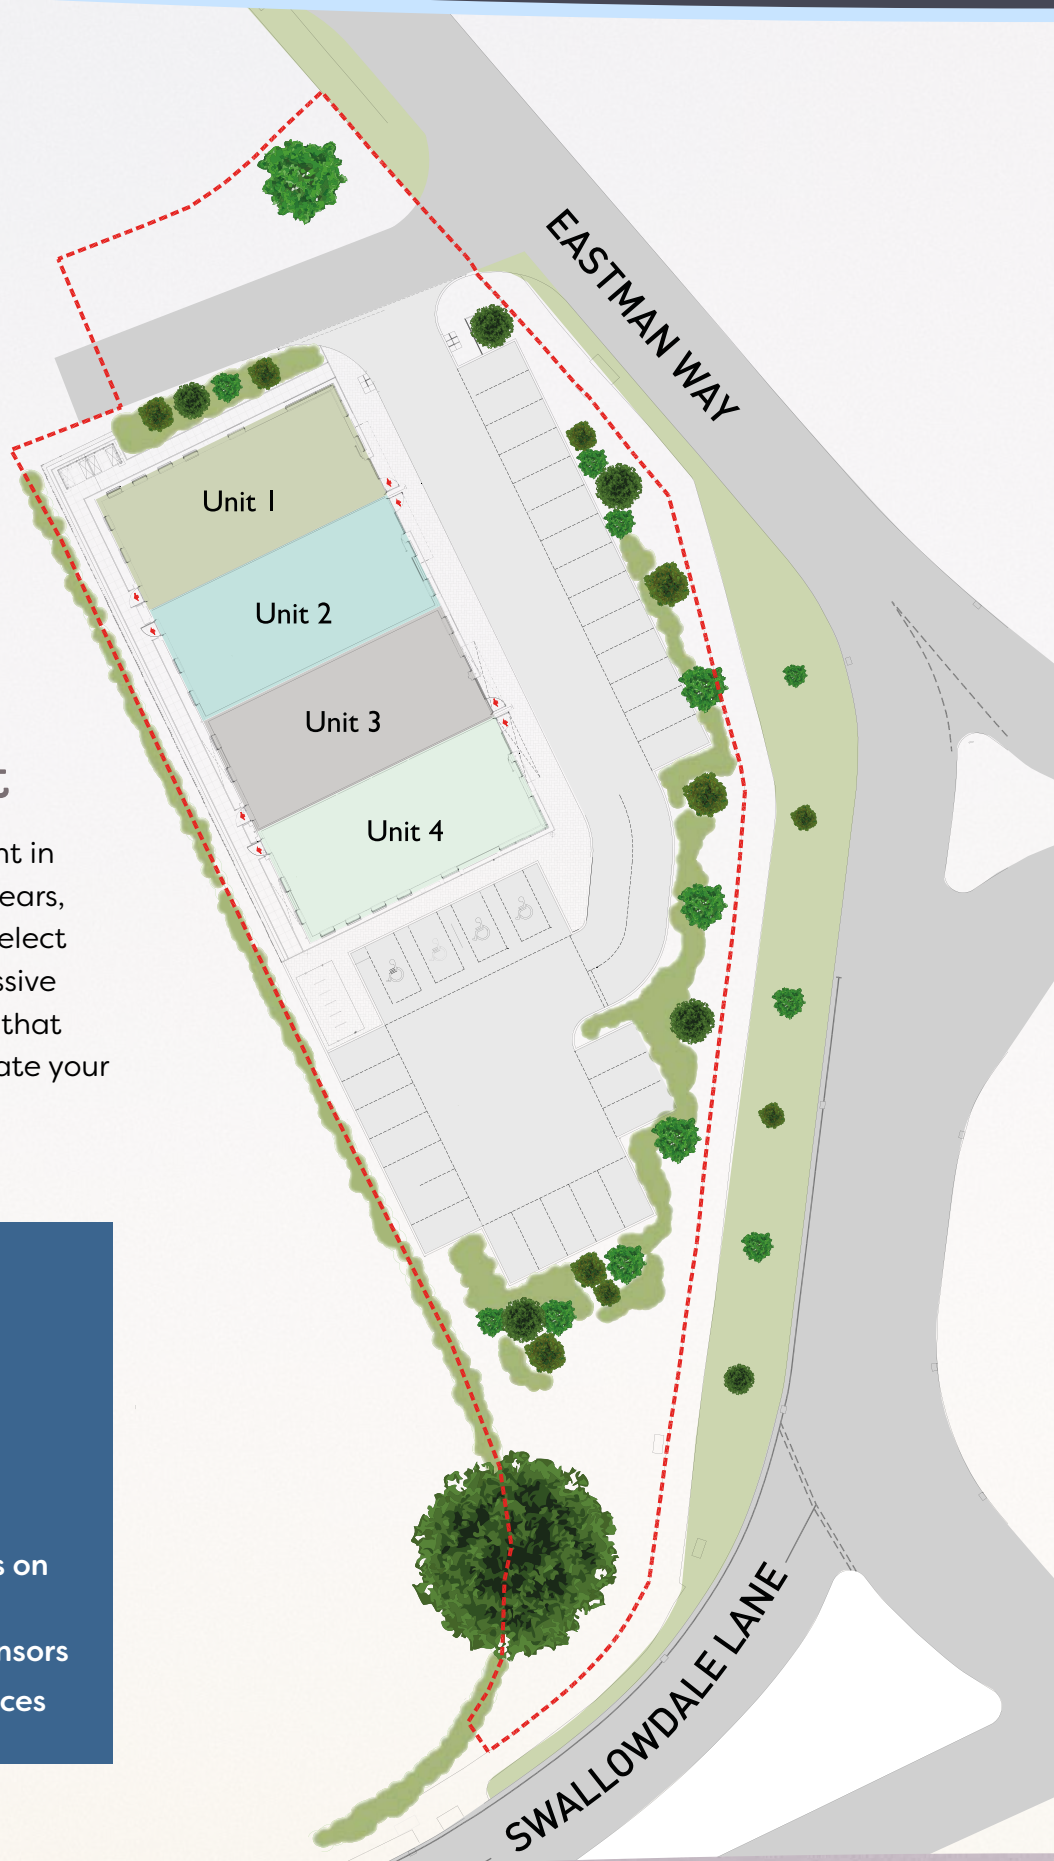 EASTMAN WAY
Unit 1
Unit 2
Unit 3
Unit 4
t
nt in
ears,
elect
ssive
that
ate your
s on
nsors
ces
SWALLOWDALE LANE